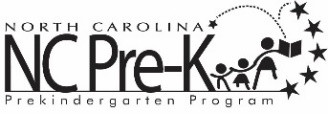 NORTH CAROLINA
NC Pre-K
Prekindergarten Program